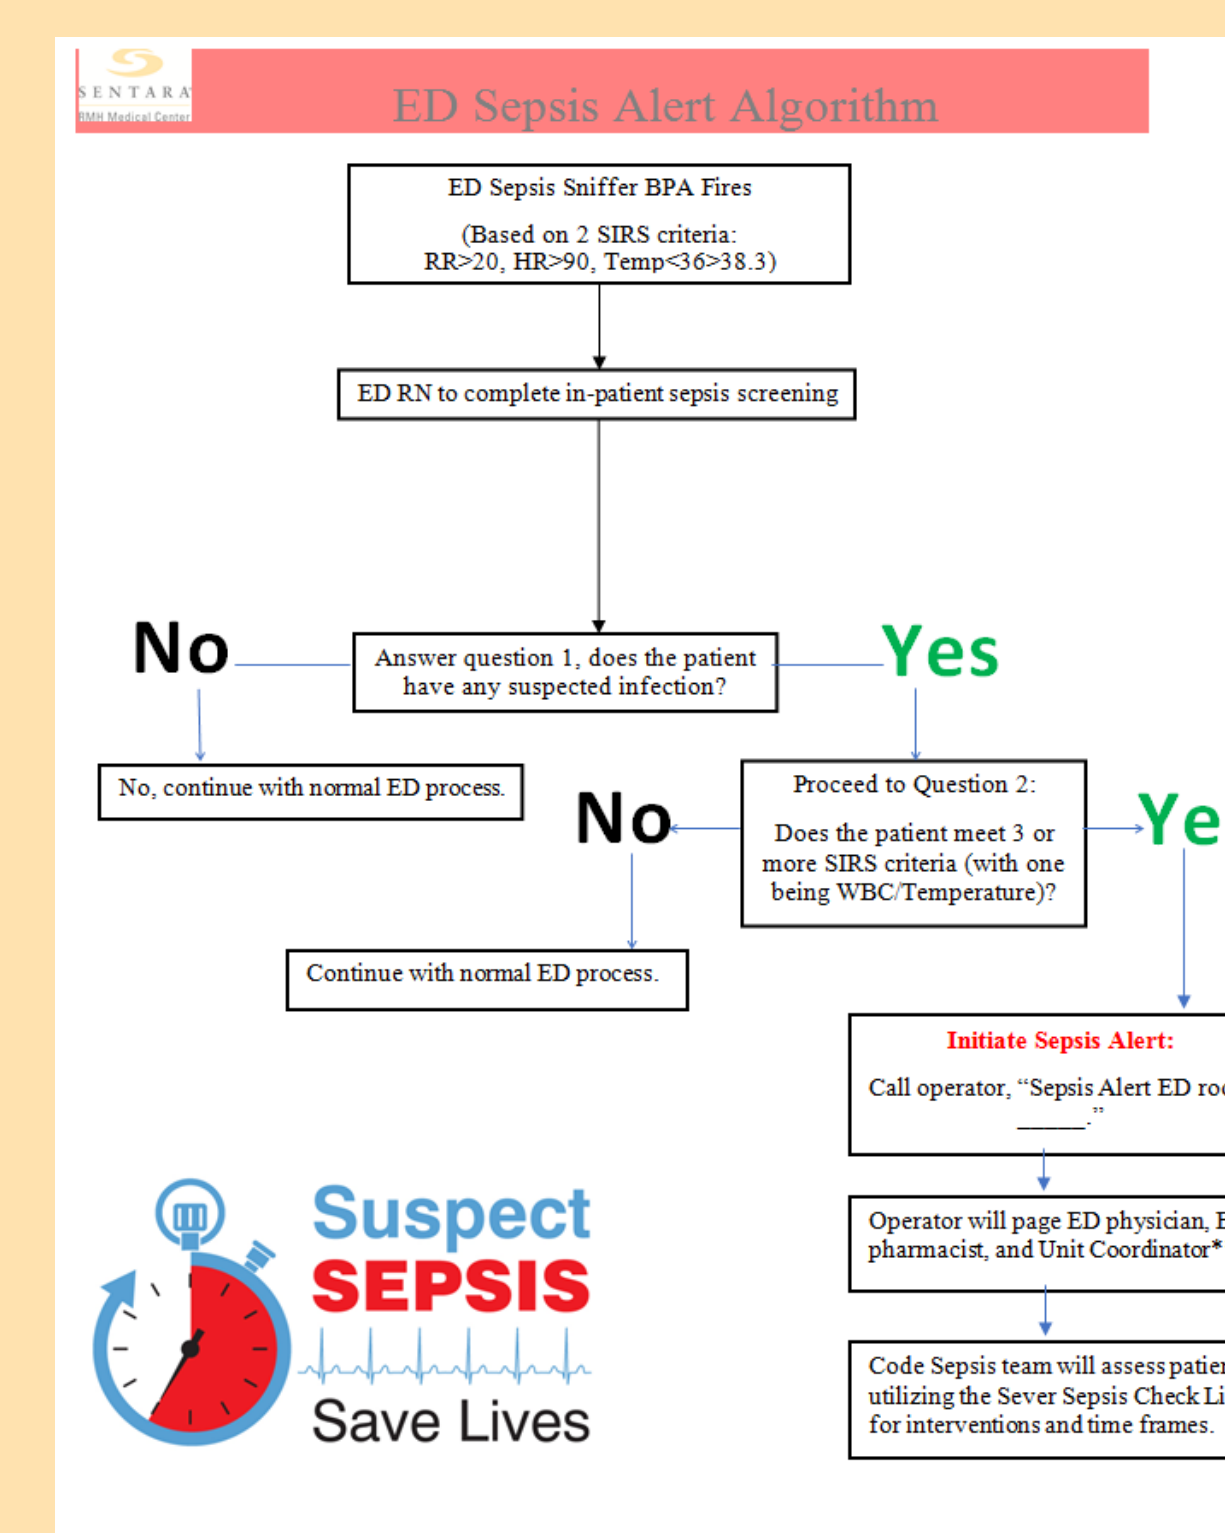 SENTARA
RMH Medical Center
ED Sepsis Alert Algorithm
ED Sepsis Sniffer BPA Fires
(Based on 2 SIRS criteria:
RR>20, HR>90, Temp<36>38.3)
ED RN to complete in-patient sepsis screening
No
Answer question 1, does the patient
have any suspected infection?
Yes
No, continue with normal ED process.
No
Proceed to Question 2:
Does the patient meet 3 or
more SIRS criteria (with one
being WBC/Temperature)?
Ye
Continue with normal ED process.
Initiate Sepsis Alert:
Call operator, “Sepsis Alert ED
_____.”
Operator will page ED physician,
pharmacist, and Unit Coordinator*
Code Sepsis team will assess
utilizing the Sever Sepsis Check
for interventions and time frames.
Suspect
SEPSIS
Save Lives